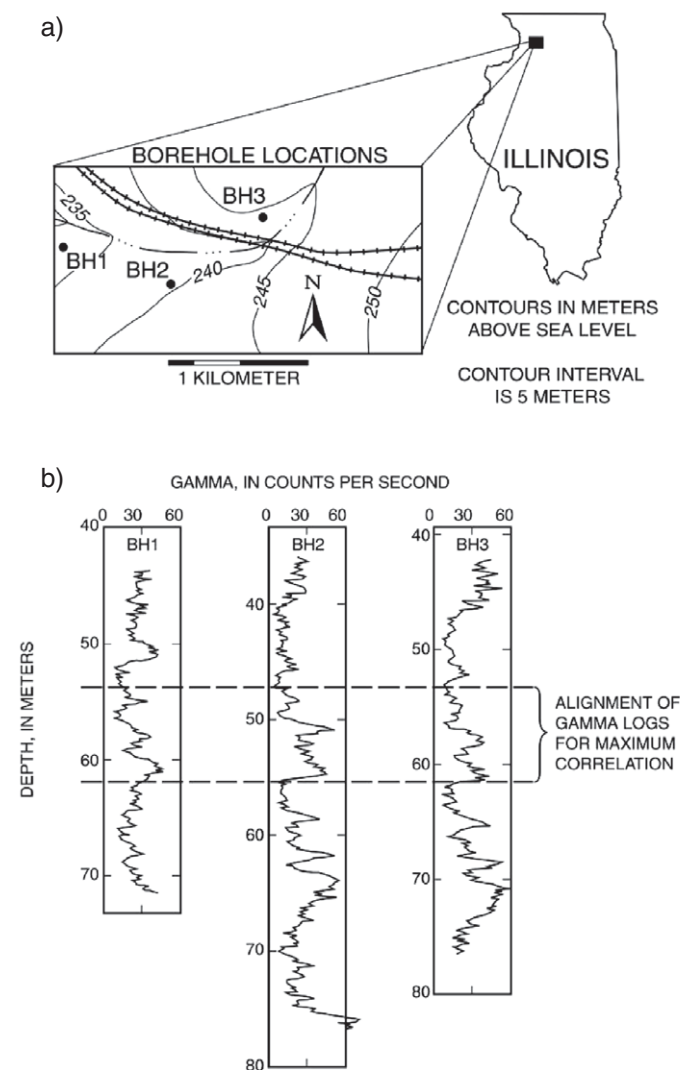 a)
BOREHOLE LOCATIONS
ILLINOIS
235
BH3
BH1
BH2
240
N
245
250
1 KILOMETER
CONTOURS IN METERS
ABOVE SEA LEVEL
CONTOUR INTERVAL
IS 5 METERS
b)
GAMMA, IN COUNTS PER SECOND
0 30 60
0 30 60
0 30 60
BH1
BH2
BH3
DEPTH, IN METERS
40
50
60
70
40
50
60
70
80
40
50
60
70
80
ALIGNMENT OF
GAMMA LOGS
FOR MAXIMUM
CORRELATION